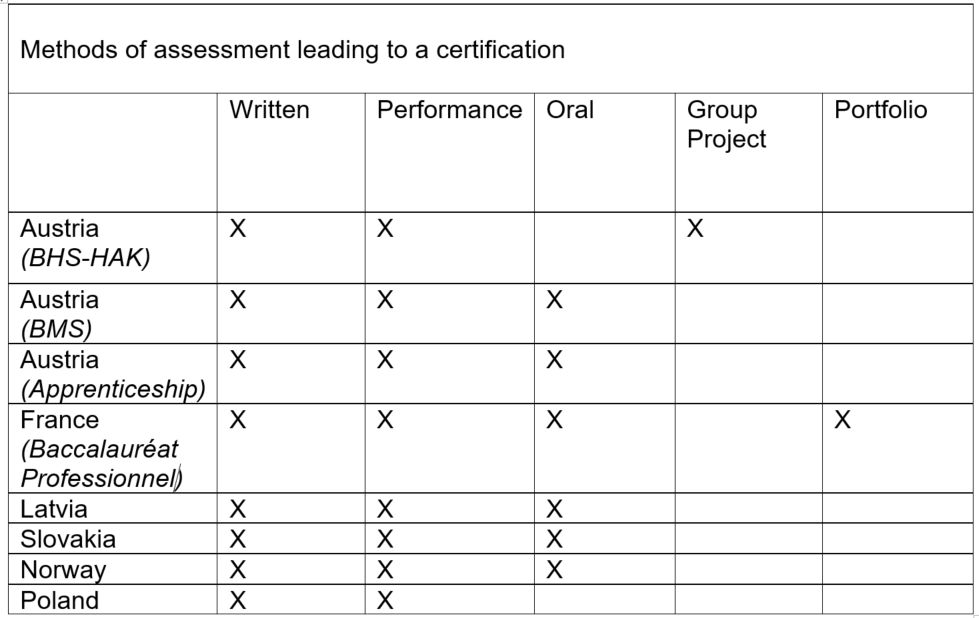 Methods of assessment leading to a certification
Written Performance Oral Group Portfolio
Project
Austria X X X
(BHS-HAK)
Austria X X X
(BMS)
Austria X X X
(Apprenticeship)
France X X X X
(Baccalauréat
Professionnel)
Latvia X X X
Slovakia X X X
Norway X X X
Poland X X